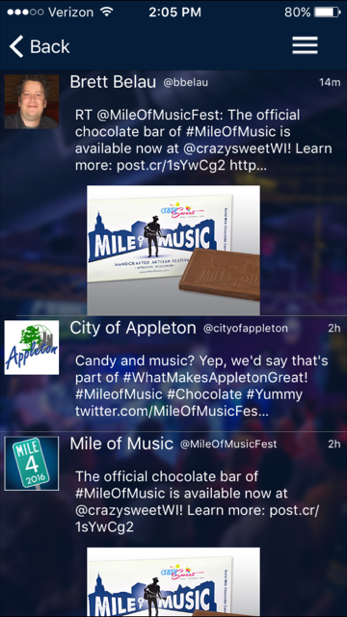 Verizon 2:05 PM 80%
Back
Brett Belau @bbelau 14m
RT @MileOfMusicFest: The official
chocolate bar of #MileOfMusic is
available now at @crazysweetWI! Learn
more: post.cr/1sYwCg2 http...
Crazy Sweet
MILE OF MUSIC
HANDCRAFTED ARTISAN
City of Appleton @cityofappleton 2h
Appleton
Candy and music? Yep, we'd say that's
part of #WhatMakesAppletonGreat!
#Mileofmusic #Chocolate #Yummy
twitter.com/MileOfMusicFes...
Mile of Music @MileOfMusicFest 2h
MILE
4
2016
The official chocolate bar of
#MileOfMusic is available now at
@crazysweetWI! Learn more: post.cr/
1sYwCg2
Crazy Sweet
MILE OF MUSIC